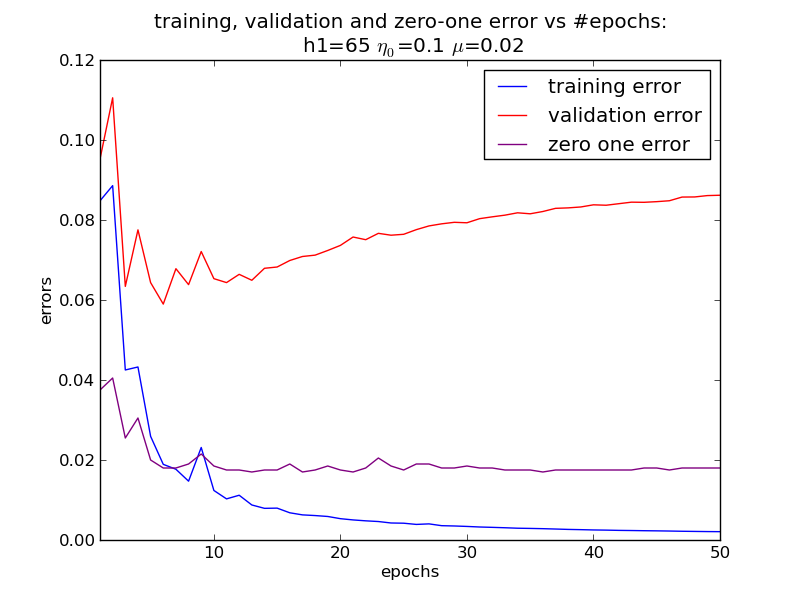 training, validation and zero-one error vs #epochs:
h1=65 η₀=0.1 μ=0.02
0.12
training error
validation error
zero one error
0.10
0.08
0.06
0.04
0.02
0.00
errors
10
20
30
40
50
epochs